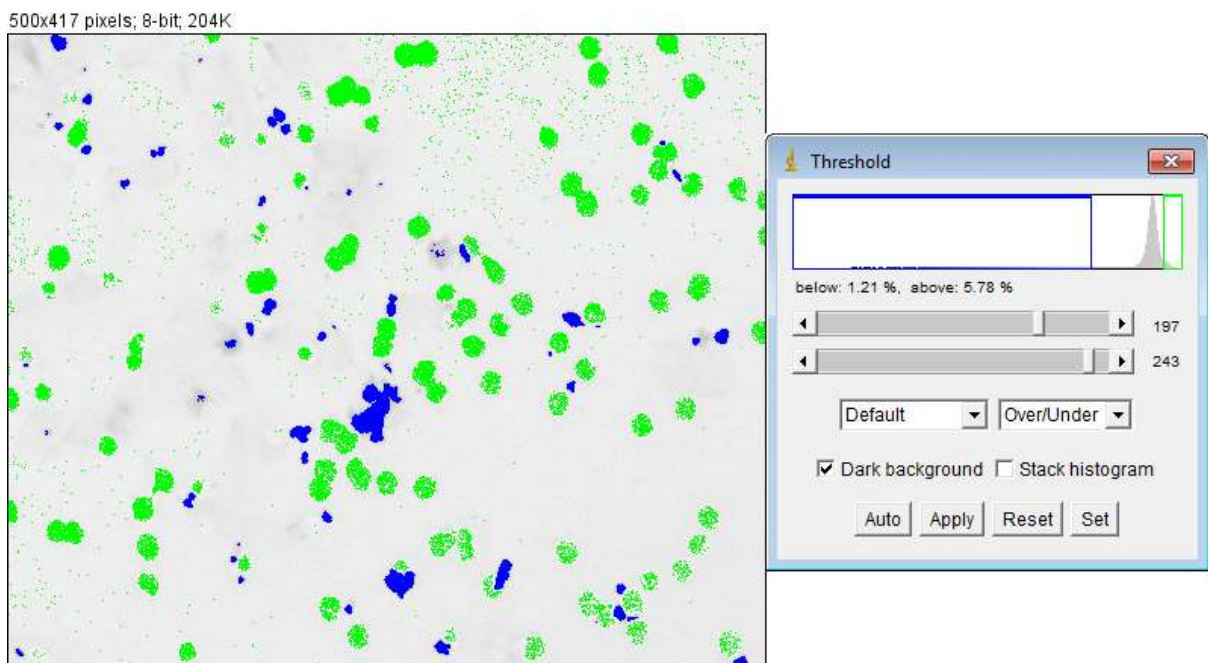 500x417 pixels; 8-bit; 204K
Threshold
below: 1.21 %, above: 5.78 %
197
243
Default
Over/Under
Dark background
Stack histogram
Auto
Apply
Reset
Set